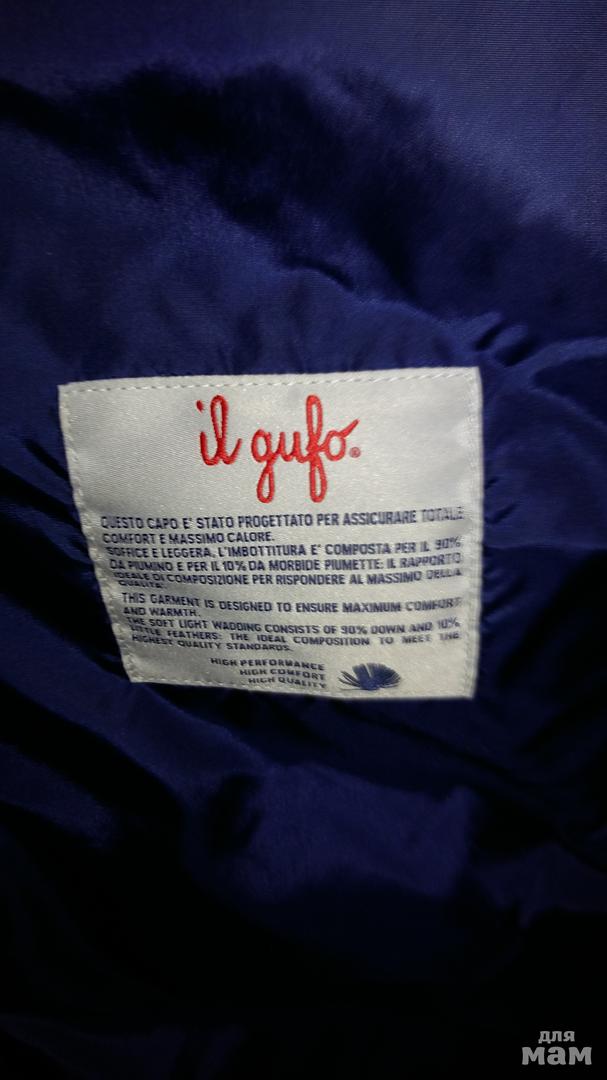 il gufo®
QUESTO CAPO E' STATO PROGETTATO PER ASSICURARE TOTALE
COMFORT E MASSIMO CALORE.
SOFFICE E LEGGERA, L'IMBOTTITURA E' COMPOSTA PER IL 90%
DA PIUMINO E PER IL 10% DA MORBIDE PIUMETTE: IL RAPPORTO
IDEALE DI COMPOSIZIONE PER RISPONDERE AL MASSIMO DELLA
QUALITA'.
THIS GARMENT IS DESIGNED TO ENSURE MAXIMUM COMFORT
AND WARMTH.
THE SOFT LIGHT WADDING CONSISTS OF 90% DOWN AND 10%
LITTLE FEATHERS: THE IDEAL COMPOSITION TO MEET THE
HIGHEST QUALITY STANDARDS.
HIGH PERFORMANCE
HIGH COMFORT
HIGH QUALITY
для
мам